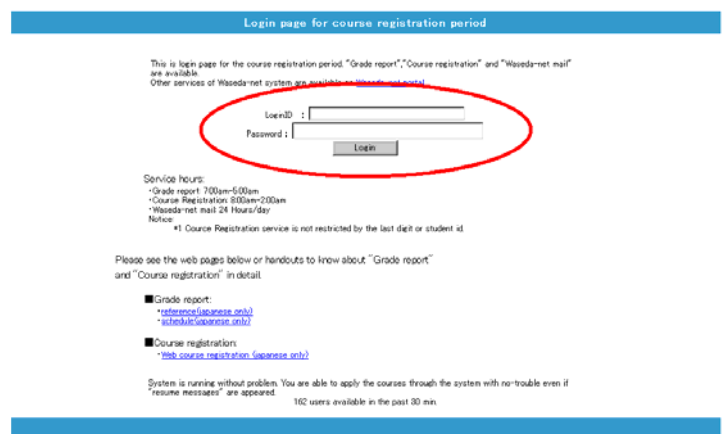 Login page for course registration period
This is login page for the course registration period. "Grade report","Course registration" and "Waseda-net mail"
are available.
Other services of Waseda-net system are available on Waseda-net portal
LoginID :
Password :
Login
Service hours:
・Grade report 7:00am-5:00am
・Course Registration 8:00am-2:00am
・Waseda-net mail 24 Hours/day
Notice:
*1 Cource Registration service is not restricted by the last digit or student id.
Please see the web pages below or handouts to know about "Grade report"
and "Course registration" in detail.
■Grade report:
・reference(japanese only)
・schedule(japanese only)
■Course registration:
・Web course registration (japanese only)
System is running without problem. You are able to apply the courses through the system with no-trouble even if
"resume messages" are appeared.
162 users available in the past 30 min.